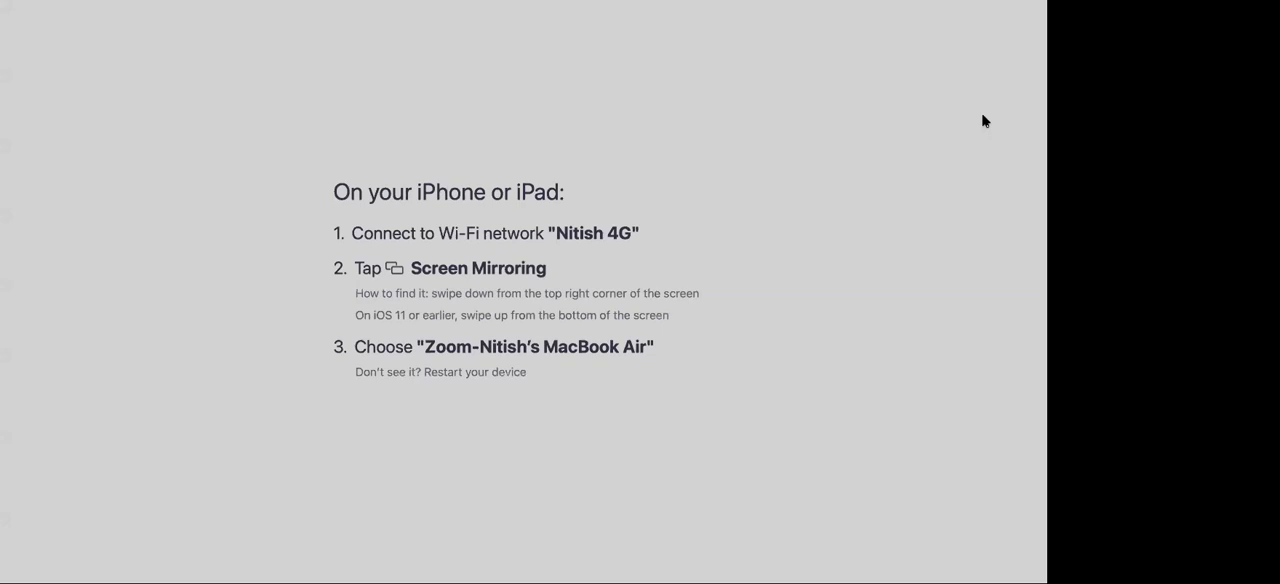 On your iPhone or iPad:
1. Connect to Wi-Fi network "Nitish 4G"
2. Tap Screen Mirroring
How to find it: swipe down from the top right corner of the screen
On iOS 11 or earlier, swipe up from the bottom of the screen
3. Choose "Zoom-Nitish's MacBook Air"
Don't see it? Restart your device